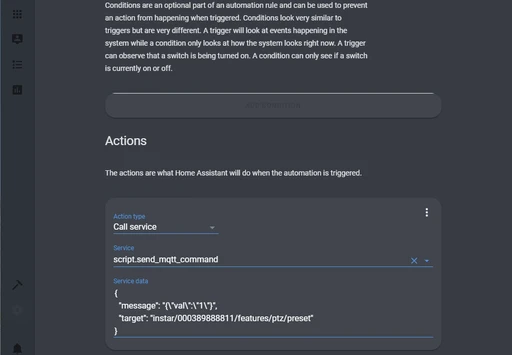 Conditions are an optional part of an automation rule and can be used to prevent
an action from happening when triggered. Conditions look very similar to
triggers but are very different. A trigger will look at events happening in the
system while a condition only looks at how the system looks right now. A trigger
can observe that a switch is being turned on. A condition can only see if a switch
is currently on or off.
ADD CONDITION
Actions
The actions are what Home Assistant will do when the automation is triggered.
Action type
Call service
Service
script.send_mqtt_command
Service data
{
"message": "{\"val\":\"1\"}",
"target": "instar/000389888811/features/ptz/preset"
}